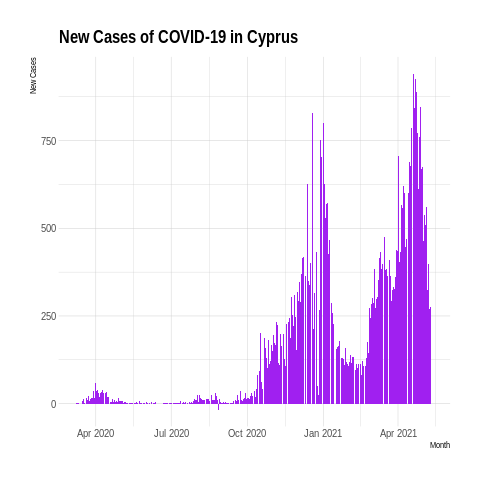 New Cases of COVID-19 in Cyprus
New Cases
750
500
250
0
Apr 2020 Jul 2020 Oct 2020 Jan 2021 Apr 2021
Month